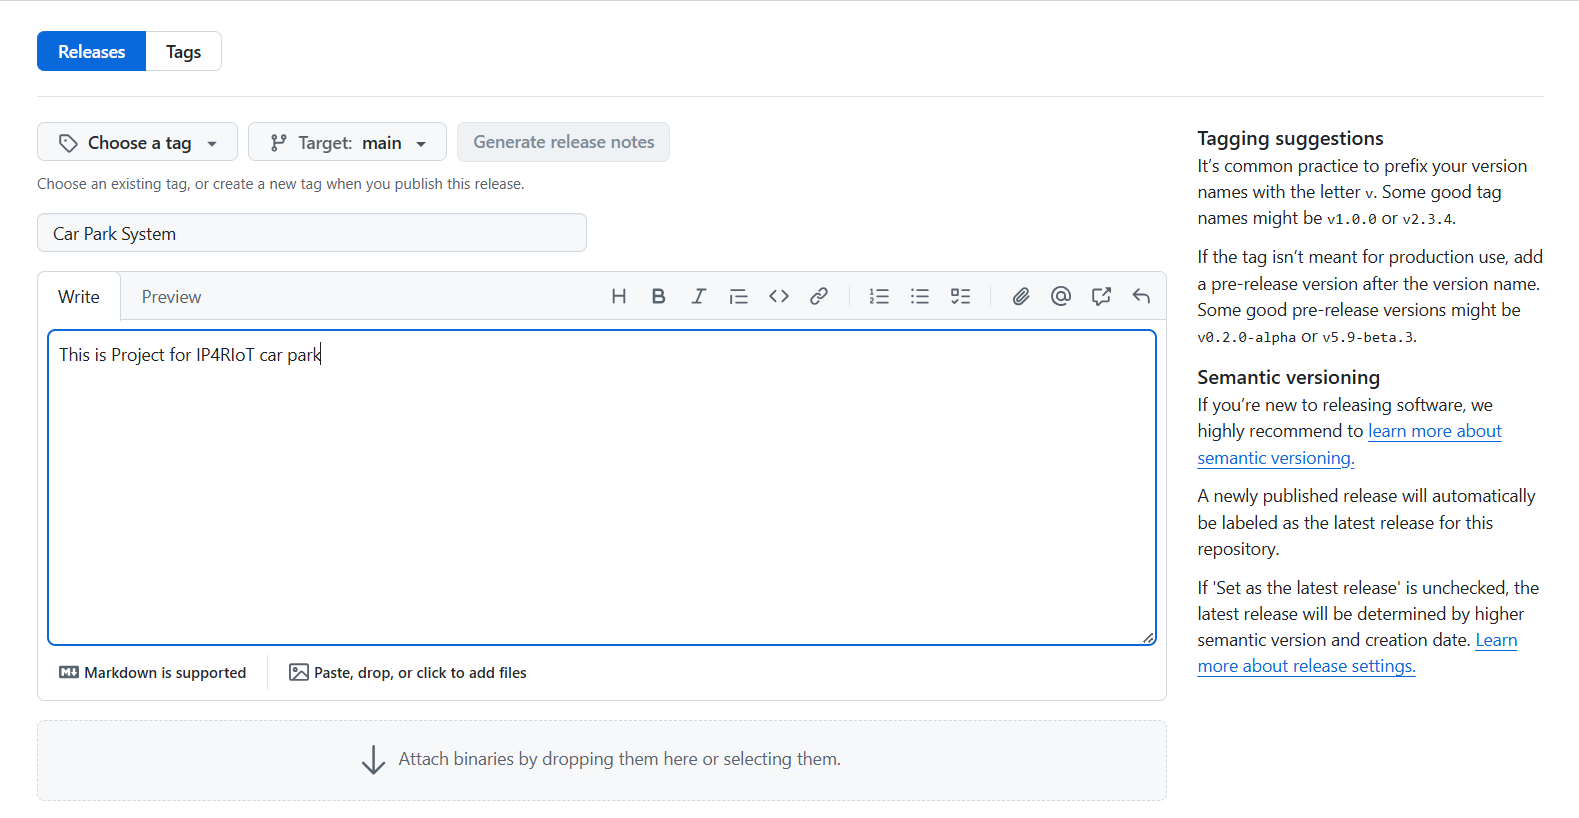 Releases Tags
Choose a tag Target: main Generate release notes
Choose an existing tag, or create a new tag when you publish this release.
Car Park System
Write Preview
This is Project for IP4RIoT car park
Markdown is supported Paste, drop, or click to add files
Attach binaries by dropping them here or selecting them.
Tagging suggestions
It’s common practice to prefix your version
names with the letter v. Some good tag
names might be v1.0.0 or v2.3.4.
If the tag isn’t meant for production use, add
a pre-release version after the version name.
Some good pre-release versions might be
v0.2.0-alpha or v5.9-beta.3.
Semantic versioning
If you’re new to releasing software, we
highly recommend to learn more about
semantic versioning.
A newly published release will automatically
be labeled as the latest release for this
repository.
If 'Set as the latest release' is unchecked, the
latest release will be determined by higher
semantic version and creation date. Learn
more about release settings.